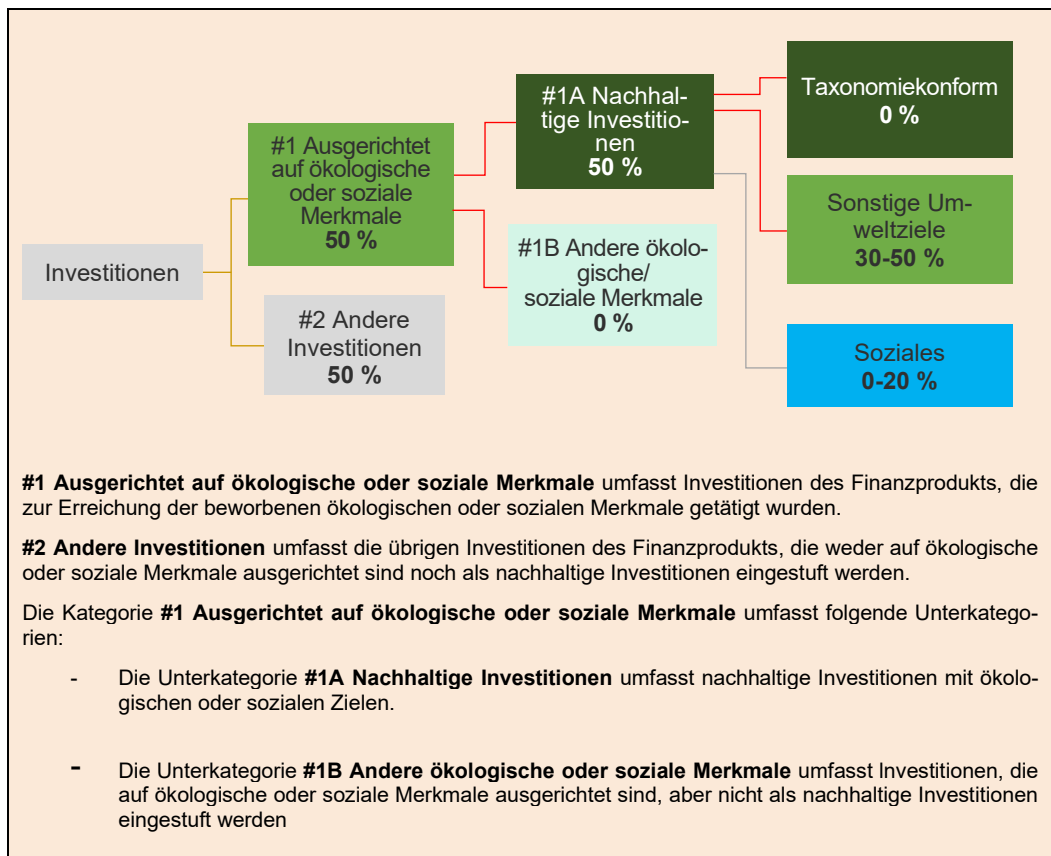 #1A Nachhal-
tige Investitio-
nen
50 %
Taxonomiekonform
0 %
#1 Ausgerichtet
auf ökologische
oder soziale
Merkmale
50 %
Sonstige Um-
weltziele
30-50 %
#1B Andere ökolo-
gische/
soziale Merkmale
0 %
Investitionen
#2 Andere
Investitionen
50 %
Soziales
0-20 %
#1 Ausgerichtet auf ökologische oder soziale Merkmale umfasst Investitionen des Finanzprodukts, die
zur Erreichung der beworbenen ökologischen oder sozialen Merkmale getätigt wurden.
#2 Andere Investitionen umfasst die übrigen Investitionen des Finanzprodukts, die weder auf ökologische
oder soziale Merkmale ausgerichtet sind noch als nachhaltige Investitionen eingestuft werden.
Die Kategorie #1 Ausgerichtet auf ökologische oder soziale Merkmale umfasst folgende Unterkatego-
rien:
- Die Unterkategorie #1A Nachhaltige Investitionen umfasst nachhaltige Investitionen mit ökolo-
gischen oder sozialen Zielen.
- Die Unterkategorie #1B Andere ökologische oder soziale Merkmale umfasst Investitionen, die
auf ökologische oder soziale Merkmale ausgerichtet sind, aber nicht als nachhaltige Investitionen
eingestuft werden